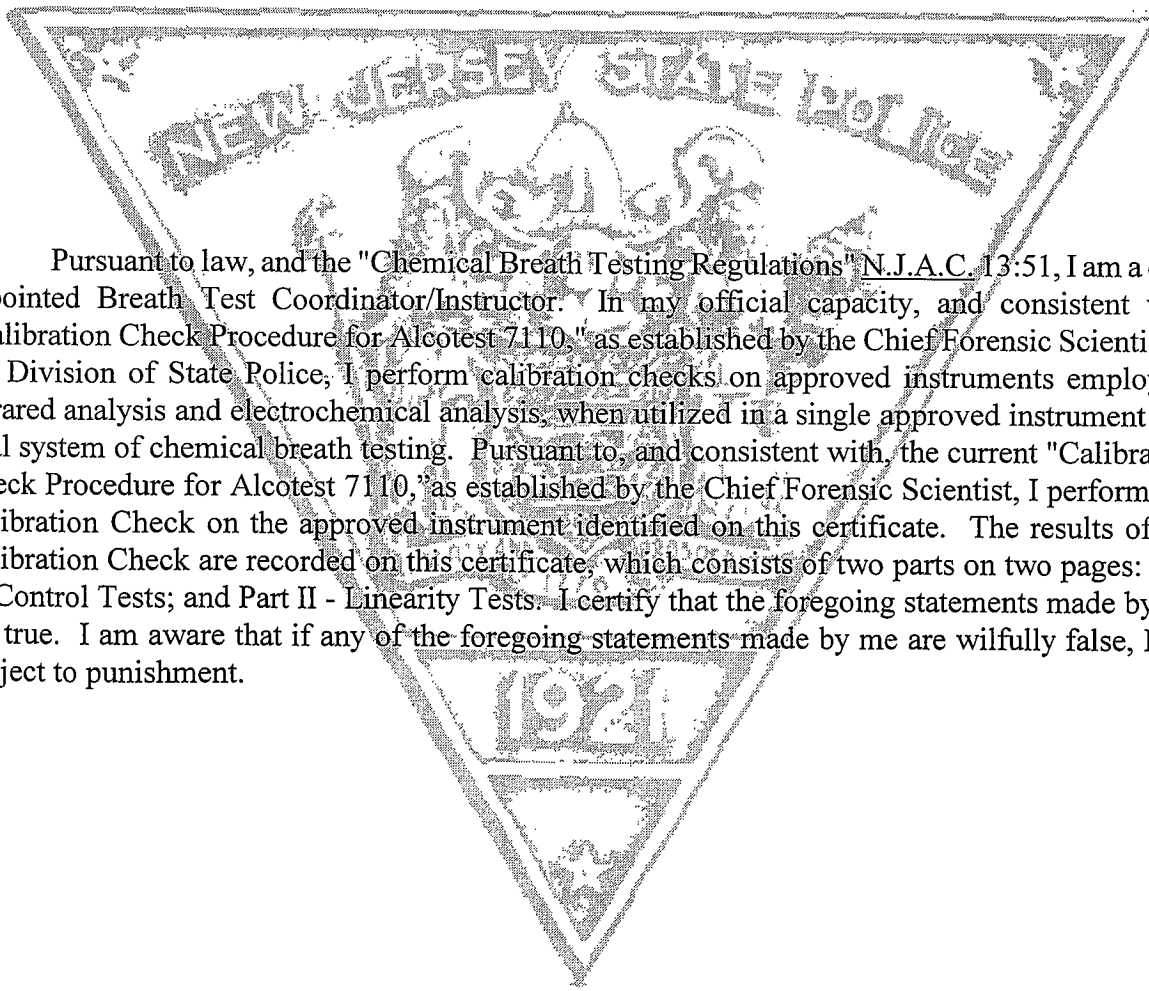 NEW JERSEY STATE POLICE
Pursuant to law, and the "Chemical Breath Testing Regulations" N.J.A.C. 13:51, I am a
ointed Breath Test Coordinator/Instructor. In my official capacity, and consistent
libration Check Procedure for Alcotest 7110," as established by the Chief Forensic Scienti
Division of State Police, I perform calibration checks on approved instruments employ
rared analysis and electrochemical analysis, when utilized in a single approved instrument
l system of chemical breath testing. Pursuant to, and consistent with, the current "Calibra
eck Procedure for Alcotest 7110," as established by the Chief Forensic Scientist, I perform
ibration Check on the approved instrument identified on this certificate. The results of
ibration Check are recorded on this certificate, which consists of two parts on two pages:
Control Tests; and Part II - Linearity Tests. I certify that the foregoing statements made by
true. I am aware that if any of the foregoing statements made by me are wilfully false, I
ject to punishment.
1921